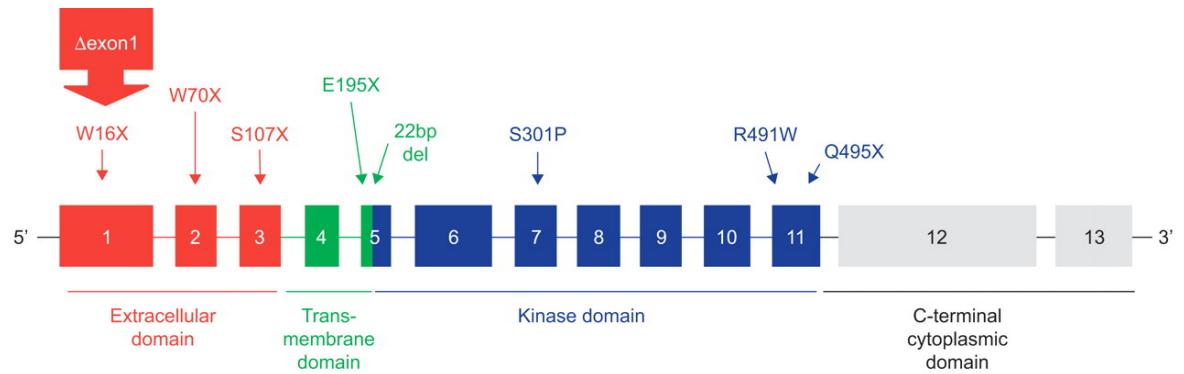 Δexon1
W16X
W70X
S107X
E195X
22bp
del
S301P
R491W
Q495X
5’ 1 2 3 4 5 6 7 8 9 10 11 12 13 3’
Extracellular
domain
Trans-
membrane
domain
Kinase domain
C-terminal
cytoplasmic
domain